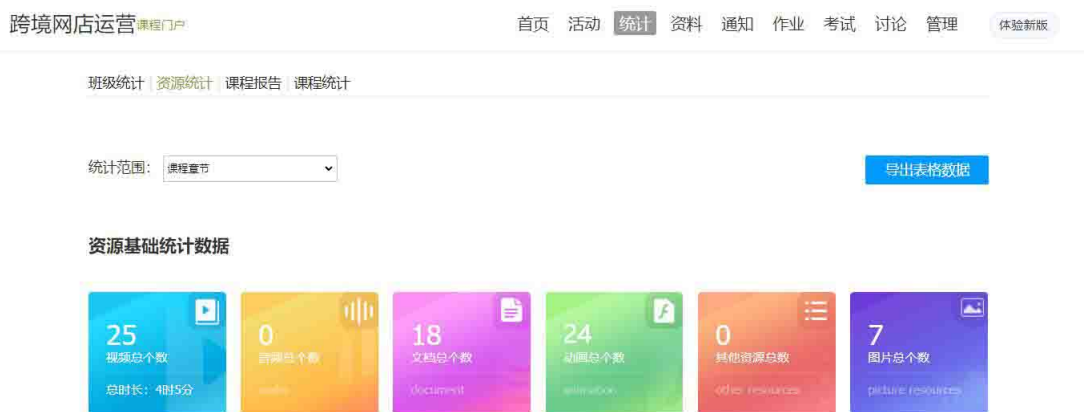 跨境网店运营 课程门户 首页 活动 统计 资料 通知 作业 考试 讨论 管理 体验新版
班级统计 资源统计 课程报告 课程统计
统计范围： 课程章节 导出表格数据
资源基础统计数据
25 0 18 24 0 7
视频总个数 音频总个数 文档总个数 动画总个数 其他资源总数 图片总个数
总时长：4时5分 audio document animation other resources picture resources